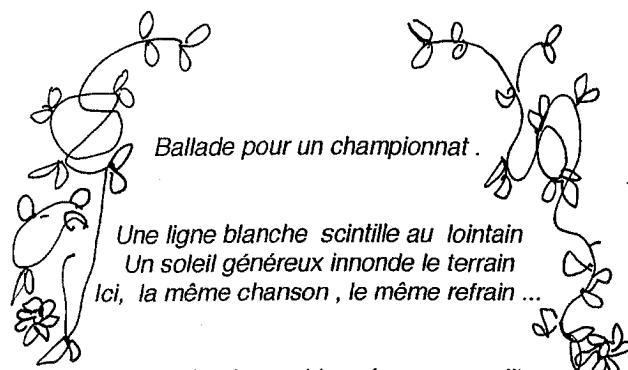 Ballade pour un championnat .
Une ligne blanche scintille au lointain
Un soleil généreux innonde le terrain
Ici, la même chanson , le même refrain ...